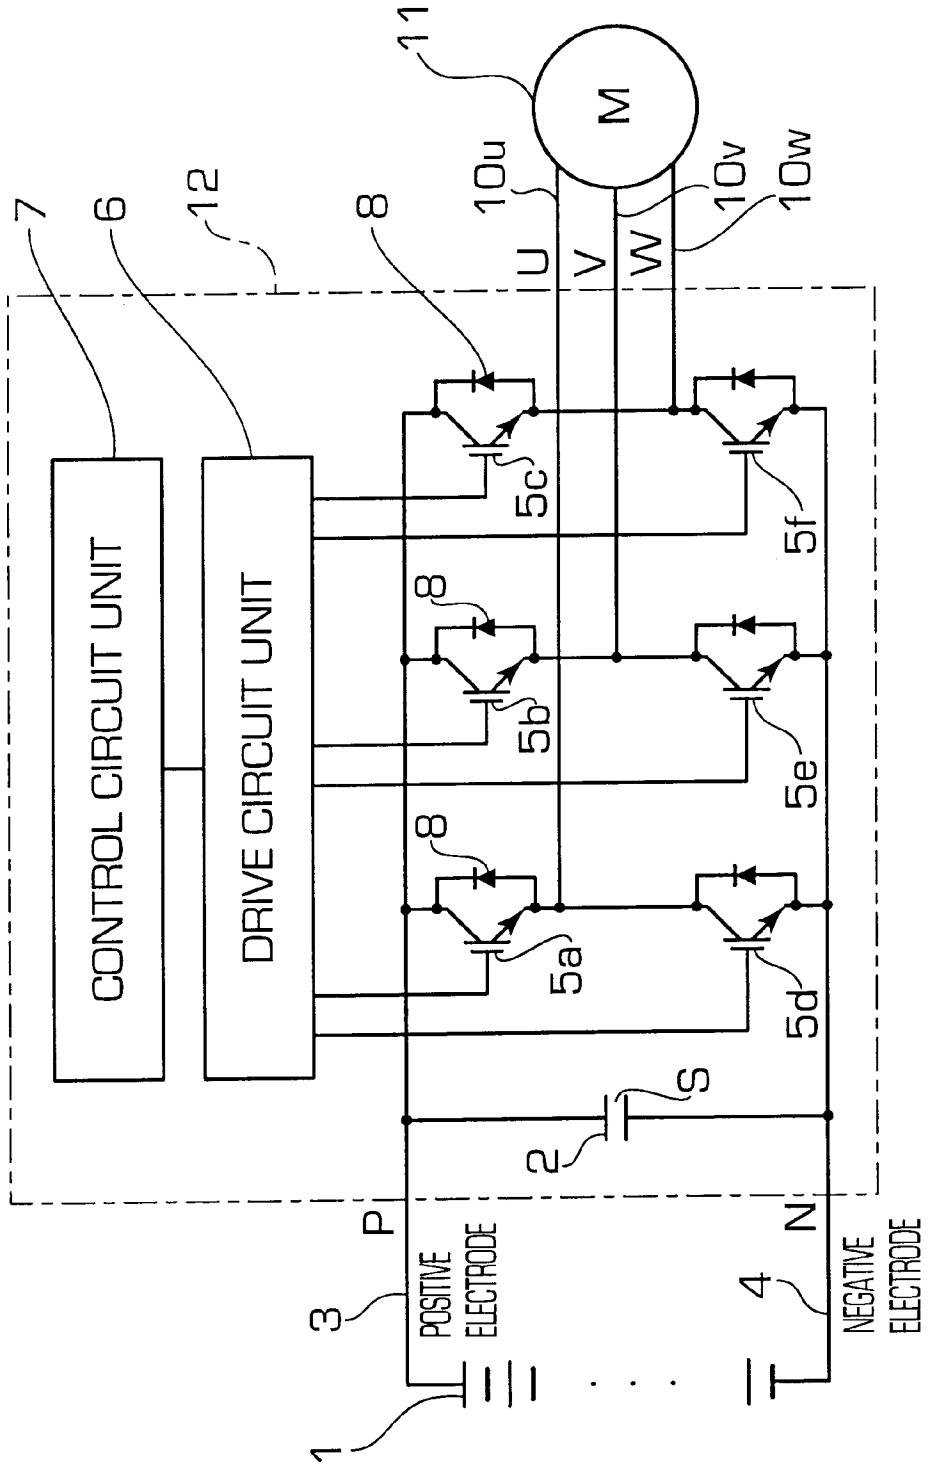 7
6
12
8
11
CONTROL CIRCUIT UNIT
DRIVE CIRCUIT UNIT
8
8
5a
5b
5c
5d
5e
5f
U
V
W
10u
10v
10w
M
2
S
P
POSITIVE
ELECTRODE
3
N
NEGATIVE
ELECTRODE
4
1